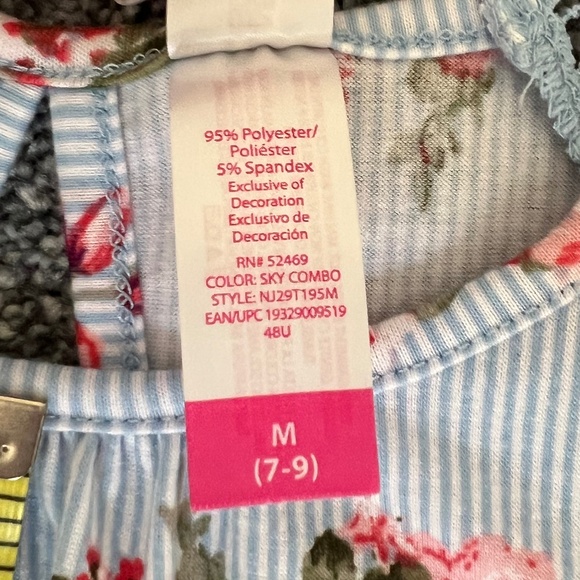 95% Polyester/
Poliéster
5% Spandex
Exclusive of
Decoration
Exclusivo de
Decoración
RN# 52469
COLOR: SKY COMBO
STYLE: NJ29T195M
EAN/UPC 19329009519
48U
M
(7-9)